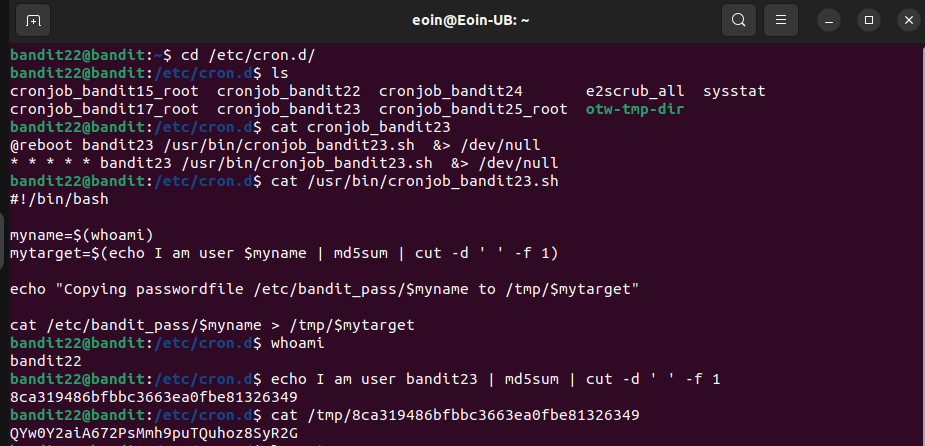 eoin@Eoin-UB: ~
bandit22@bandit:~$ cd /etc/cron.d/
bandit22@bandit:/etc/cron.d$ ls
cronjob_bandit15_root  cronjob_bandit22  cronjob_bandit24       e2scrub_all  sysstat
cronjob_bandit17_root  cronjob_bandit23  cronjob_bandit25_root  otw-tmp-dir
bandit22@bandit:/etc/cron.d$ cat cronjob_bandit23
@reboot bandit23 /usr/bin/cronjob_bandit23.sh  &> /dev/null
* * * * * bandit23 /usr/bin/cronjob_bandit23.sh  &> /dev/null
bandit22@bandit:/etc/cron.d$ cat /usr/bin/cronjob_bandit23.sh
#!/bin/bash

myname=$(whoami)
mytarget=$(echo I am user $myname | md5sum | cut -d ' ' -f 1)

echo "Copying passwordfile /etc/bandit_pass/$myname to /tmp/$mytarget"

cat /etc/bandit_pass/$myname > /tmp/$mytarget
bandit22@bandit:/etc/cron.d$ whoami
bandit22
bandit22@bandit:/etc/cron.d$ echo I am user bandit23 | md5sum | cut -d ' ' -f 1
8ca319486bfbbc3663ea0fbe81326349
bandit22@bandit:/etc/cron.d$ cat /tmp/8ca319486bfbbc3663ea0fbe81326349
QYw0Y2aiA672PsMmh9puTQuhoz8SyR2G